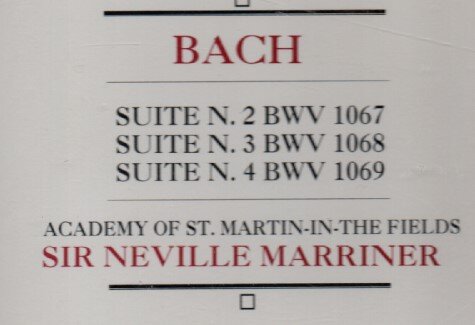 BACH
SUITE N. 2 BWV 1067
SUITE N. 3 BWV 1068
SUITE N. 4 BWV 1069
ACADEMY OF ST. MARTIN-IN-THE FIELDS
SIR NEVILLE MARRINER